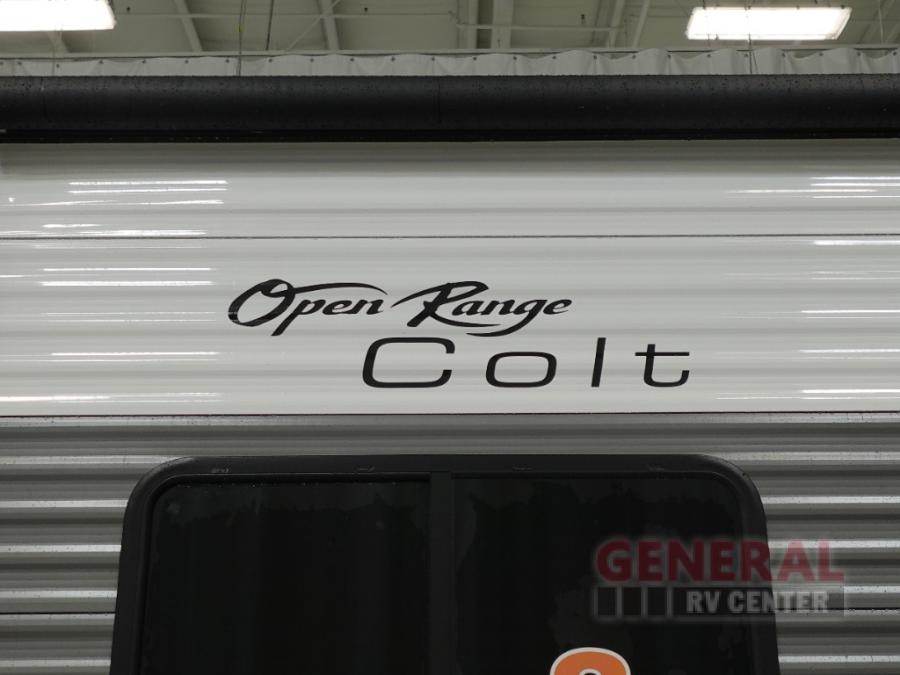 Open Range
Colt
GENERAL
RV CENTER